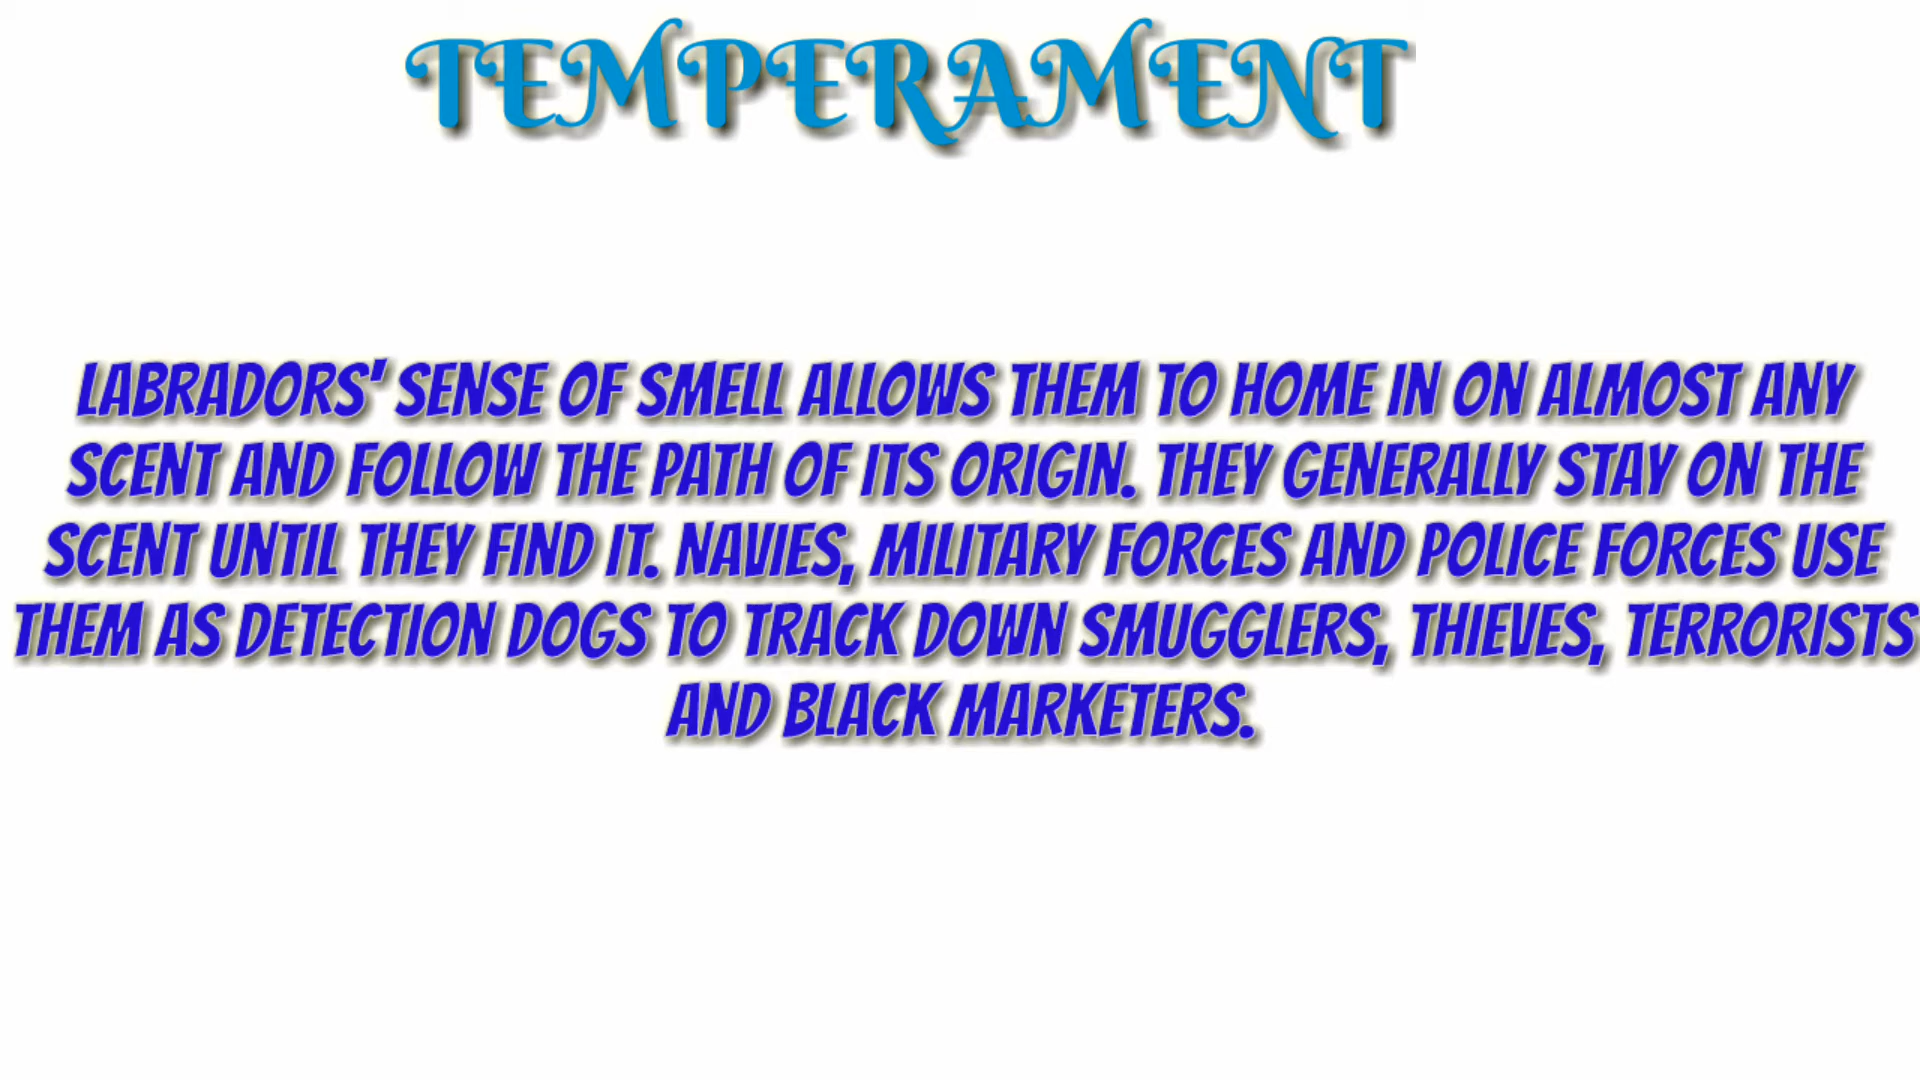 TEMPERAMENT
LABRADORS' SENSE OF SMELL ALLOWS THEM TO HOME IN ON ALMOST ANY
SCENT AND FOLLOW THE PATH OF ITS ORIGIN. THEY GENERALLY STAY ON THE
SCENT UNTIL THEY FIND IT. NAVIES, MILITARY FORCES AND POLICE FORCES USE
THEM AS DETECTION DOGS TO TRACK DOWN SMUGGLERS, THIEVES, TERRORISTS
AND BLACK MARKETERS.